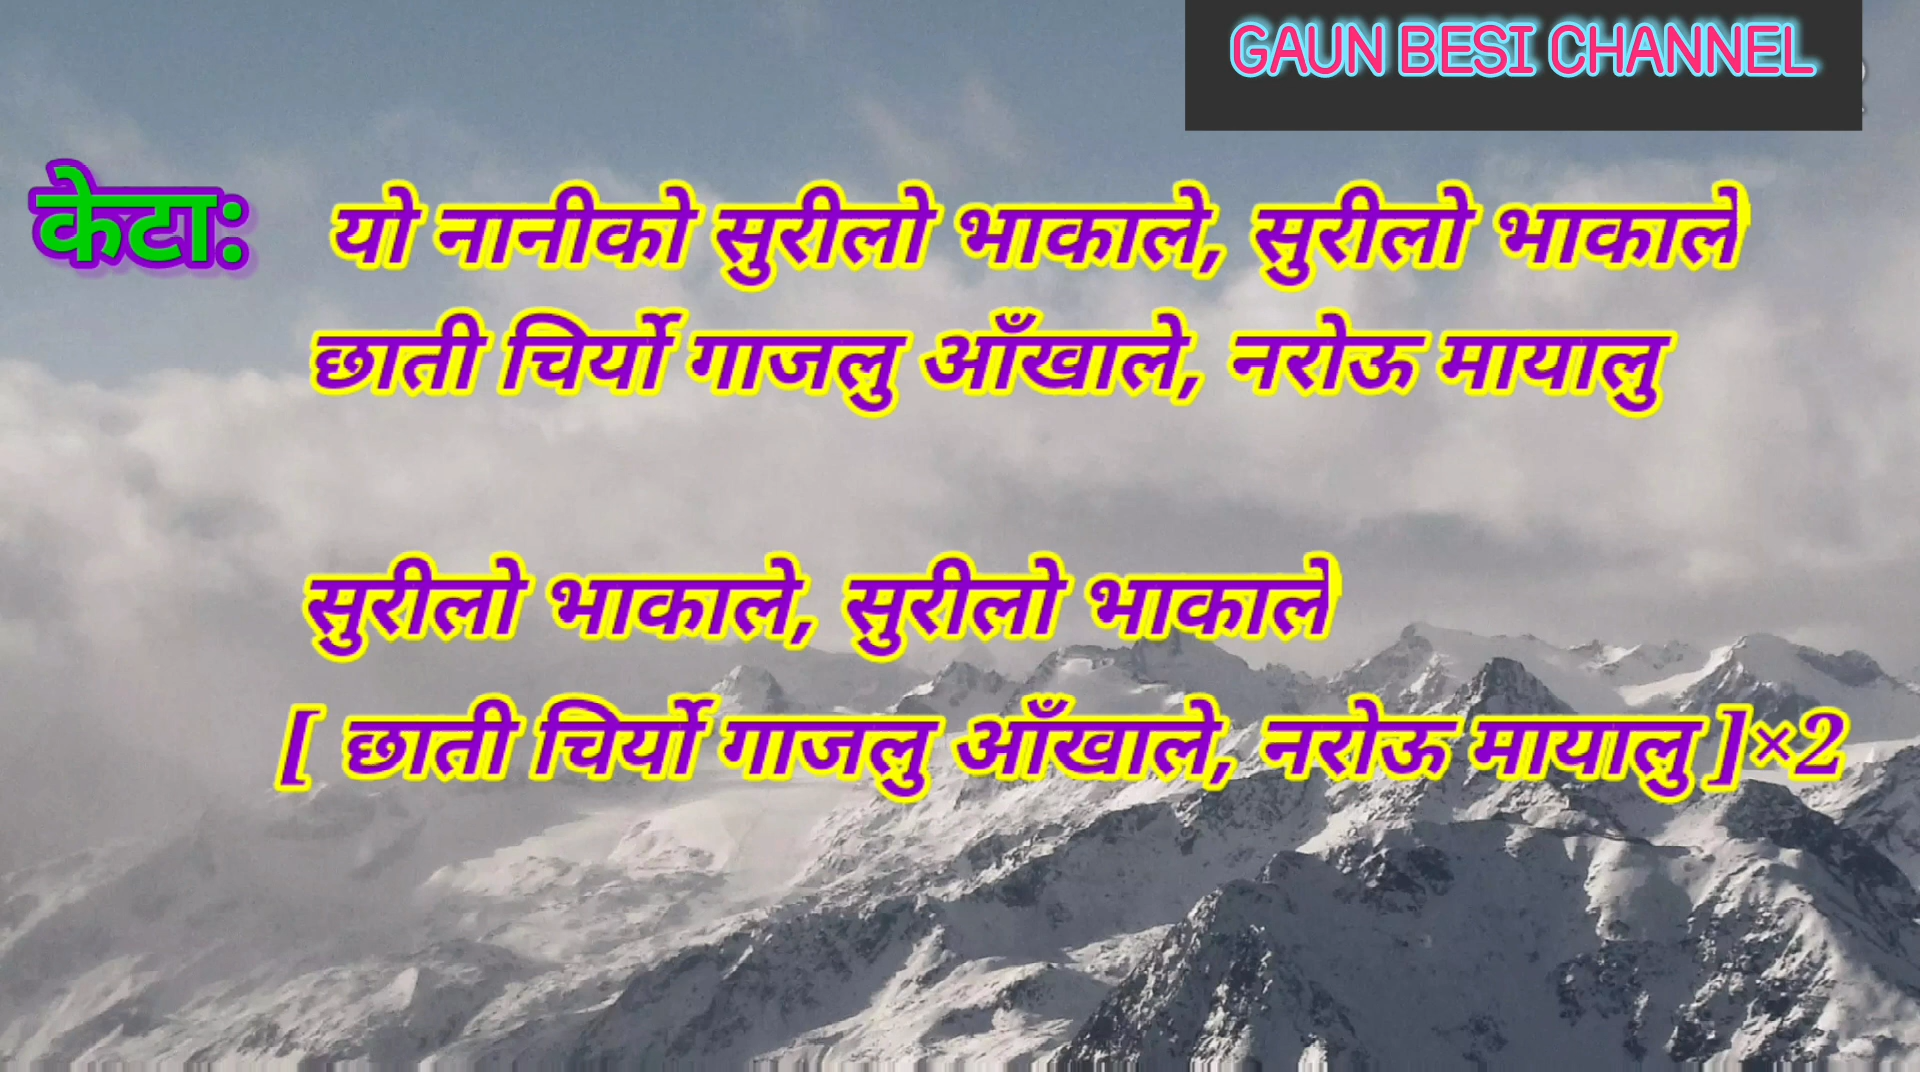 GAUN BESI CHANNEL
केटाः यो नानीको सुरीलो भाकाले, सुरीलो भाकाले
छाती चिर्यो गाजलु आँखाले, नरोऊ मायालु
सुरीलो भाकाले, सुरीलो भाकाले
[ छाती चिर्यो गाजलु आँखाले, नरोऊ मायालु ]×2